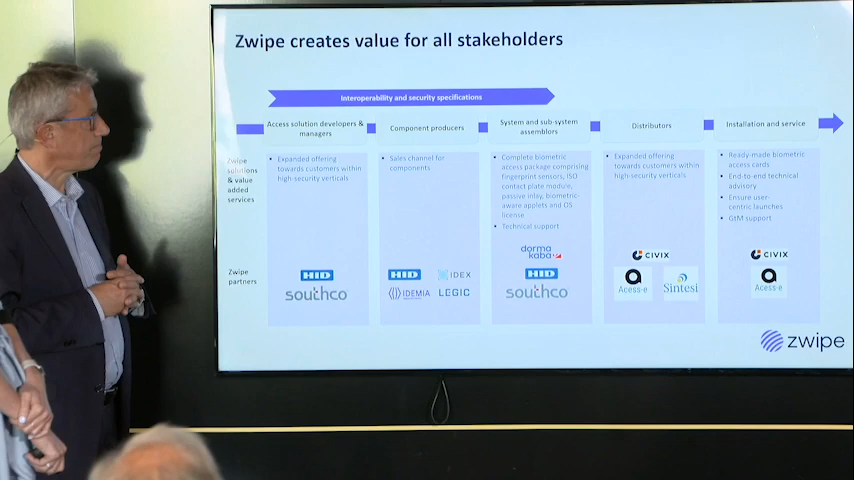 Zwipe creates value for all stakeholders
Interoperability and security specifications
Access solution developers &
managers
Component producers
System and sub-system
assemblors
Distributors
Installation and service
Zwipe
solutions
& value
added
services
• Expanded offering
towards customers within
high-security verticals
• Sales channel for
components
• Complete biometric
access package comprising
fingerprint sensors, ISO
contact plate module,
passive inlay, biometric-
aware applets and OS
license
• Technical support
• Expanded offering
towards customers within
high-security verticals
• Ready-made biometric
access cards
• End-to-end technical
advisory
• Ensure user-
centric launches
• GtM support
Zwipe
partners
HID
southco
HID
IDEX
IDEMIA
LEGIC
dorma
kaba
HID
southco
CIVIX
Acess-e
Sintesi
CIVIX
Acess-e
zwipe